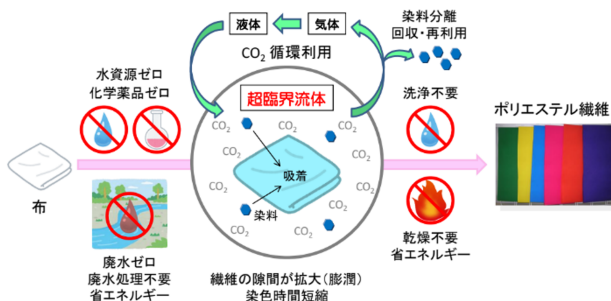 液体
気体
染料分離
回収・再利用
CO2 循環利用
水資源ゼロ
化学薬品ゼロ
超臨界流体
洗浄不要
ポリエステル繊維
CO2
CO2
CO2
CO2
CO2
CO2
CO2
CO2
CO2
CO2
吸着
染料
布
廃水ゼロ
廃水処理不要
省エネルギー
乾燥不要
省エネルギー
繊維の隙間が拡大(膨潤)
染色時間短縮